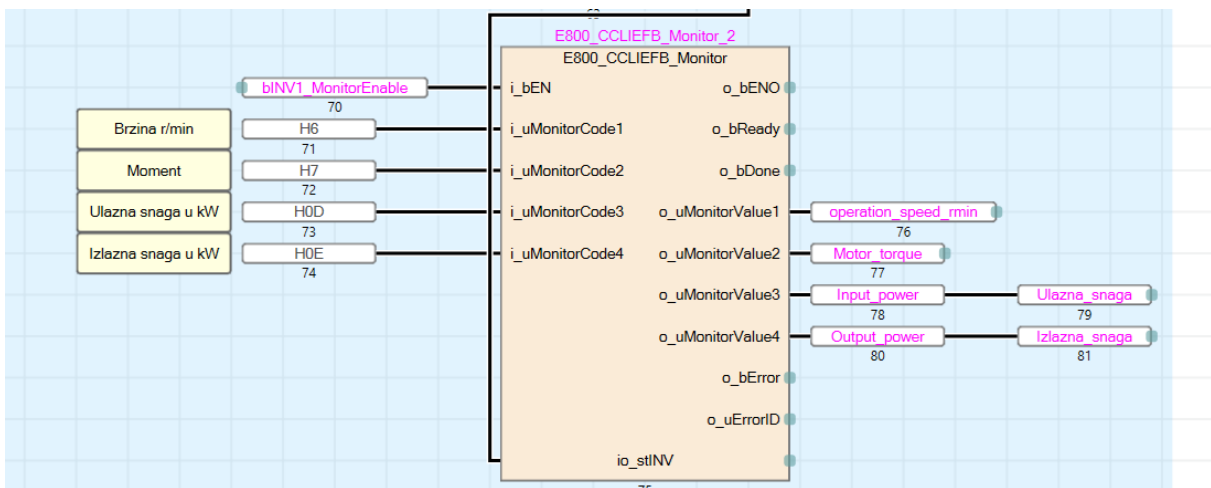 E800_CCLIEFB_Monitor_2
E800_CCLIEFB_Monitor
bINV1_MonitorEnable
i_bEN
o_bENO
70
Brzina r/min
H6
i_uMonitorCode1
o_bReady
71
Moment
H7
i_uMonitorCode2
o_bDone
72
Ulazna snaga u kW
H0D
i_uMonitorCode3
o_uMonitorValue1
operation_speed_rmin
73
76
Izlazna snaga u kW
H0E
i_uMonitorCode4
o_uMonitorValue2
Motor_torque
74
77
o_uMonitorValue3
Input_power
Ulazna_snaga
78
79
o_uMonitorValue4
Output_power
Izlazna_snaga
80
81
o_bError
o_uErrorID
io_stINV